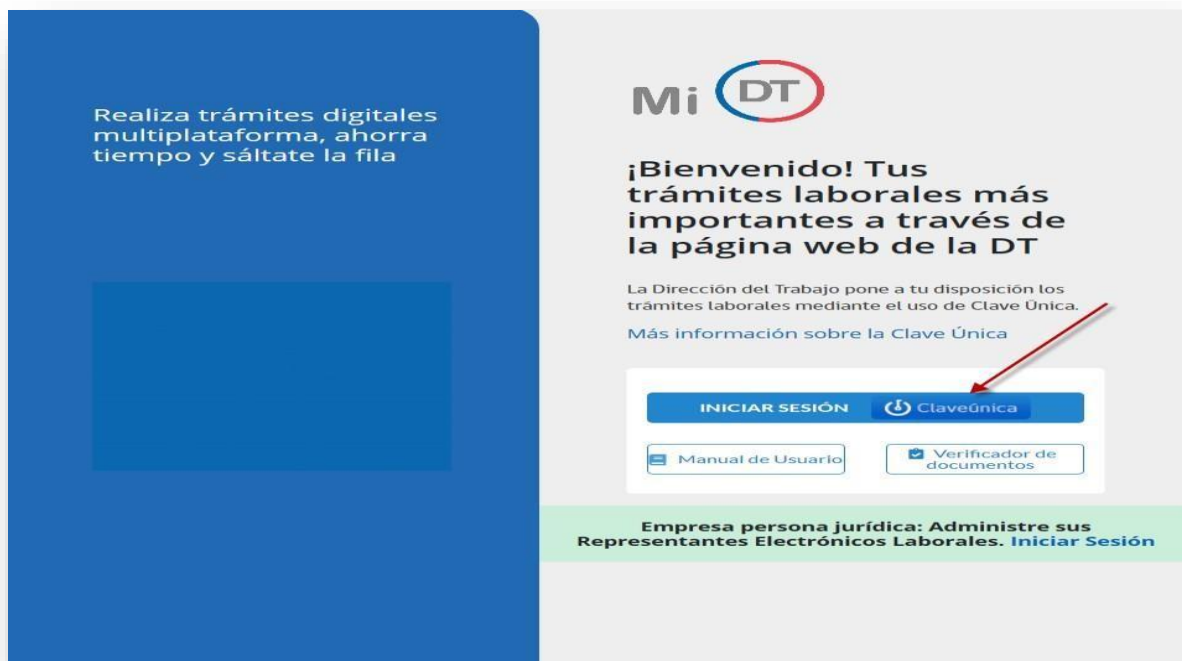 Realiza trámites digitales
multiplataforma, ahorra
tiempo y sáltate la fila
Mi DT
¡Bienvenido! Tus
trámites laborales más
importantes a través de
la página web de la DT
La Dirección del Trabajo pone a tu disposición los
trámites laborales mediante el uso de Clave Única.
Más información sobre la Clave Única
INICIAR SESIÓN Claveúnica
Manual de Usuario
Verificador de
documentos
Empresa persona jurídica: Administre sus
Representantes Electrónicos Laborales. Iniciar Sesión